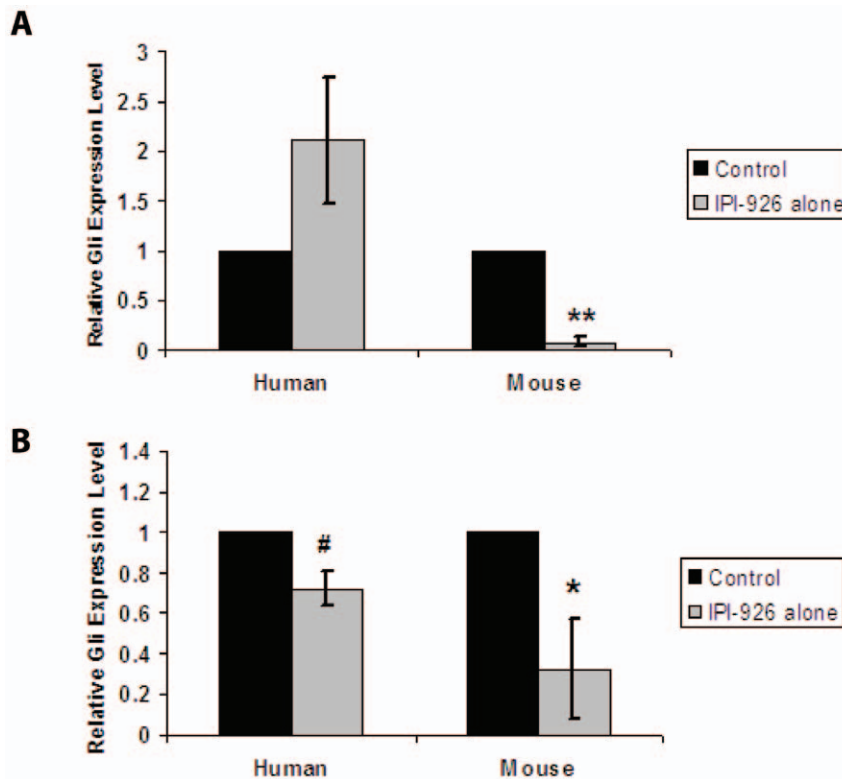 A
Relative Gli Expression Level
3
2.5
2
1.5
1
0.5
0
**
Human
Mouse
Control
IPI-926 alone
B
Relative Gli Expression Level
1.4
1.2
1
0.8
0.6
0.4
0.2
0
#
*
Human
Mouse
Control
IPI-926 alone